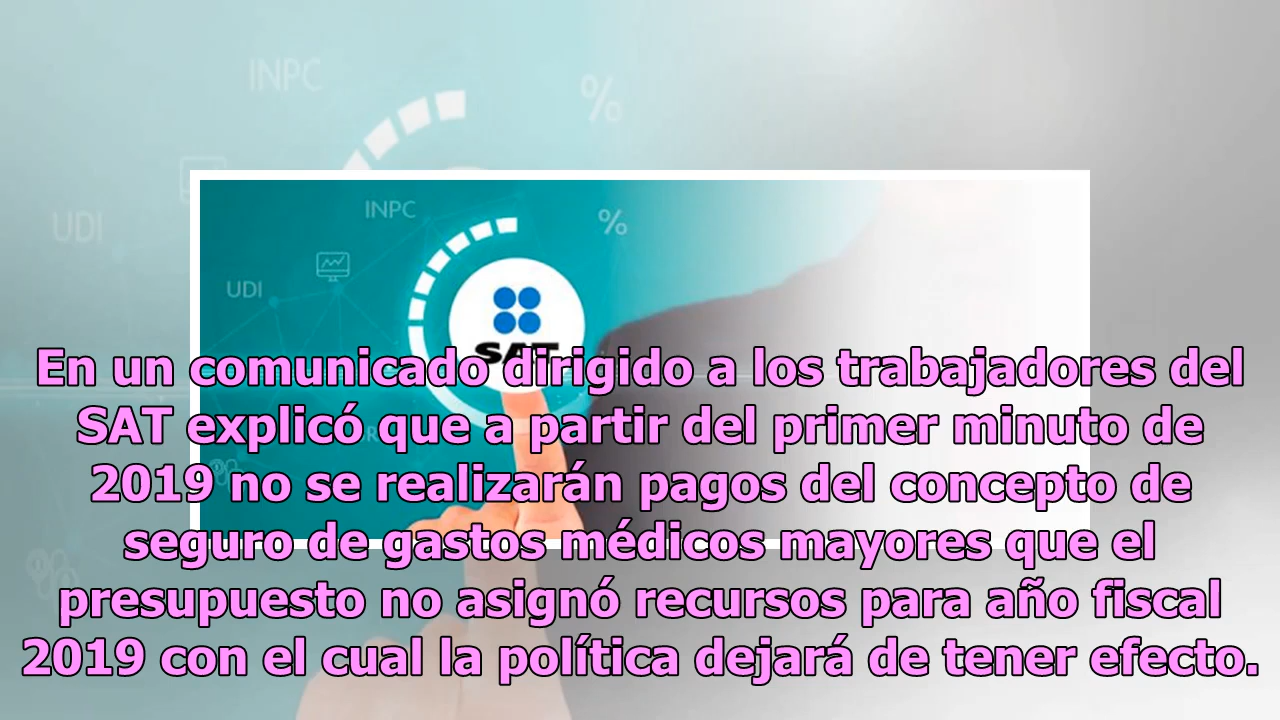 INPC
%
UDI
INPC
%
UDI
SAT
En un comunicado dirigido a los trabajadores del
SAT explicó que a partir del primer minuto de
2019 no se realizarán pagos del concepto de
seguro de gastos médicos mayores que el
presupuesto no asignó recursos para año fiscal
2019 con el cual la política dejará de tener efecto.